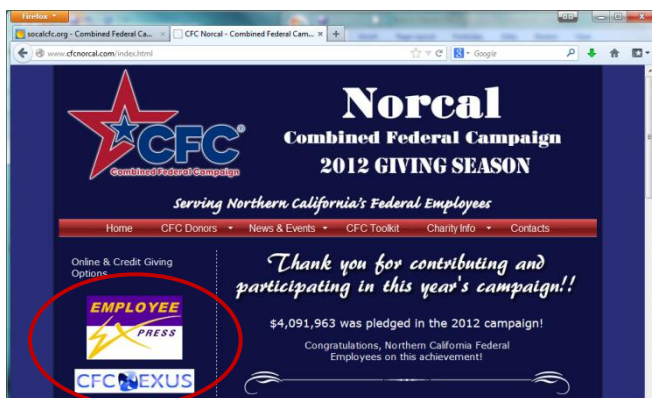 Firefox
socalcfc.org - Combined Federal Ca... ×
CFC Norcal - Combined Federal Cam... × +
www.cfcnorcal.com/index.html
Google
CFC®
Combined Federal Campaign
Norcal
Combined Federal Campaign
2012 GIVING SEASON
Serving Northern California's Federal Employees
Home CFC Donors News & Events CFC Toolkit Charity Info Contacts
Online & Credit Giving
Options
EMPLOYEE
EXPRESS
CFC NEXUS
Thank you for contributing and
participating in this year's campaign!!
$4,091,963 was pledged in the 2012 campaign!
Congratulations, Northern California Federal
Employees on this achievement!